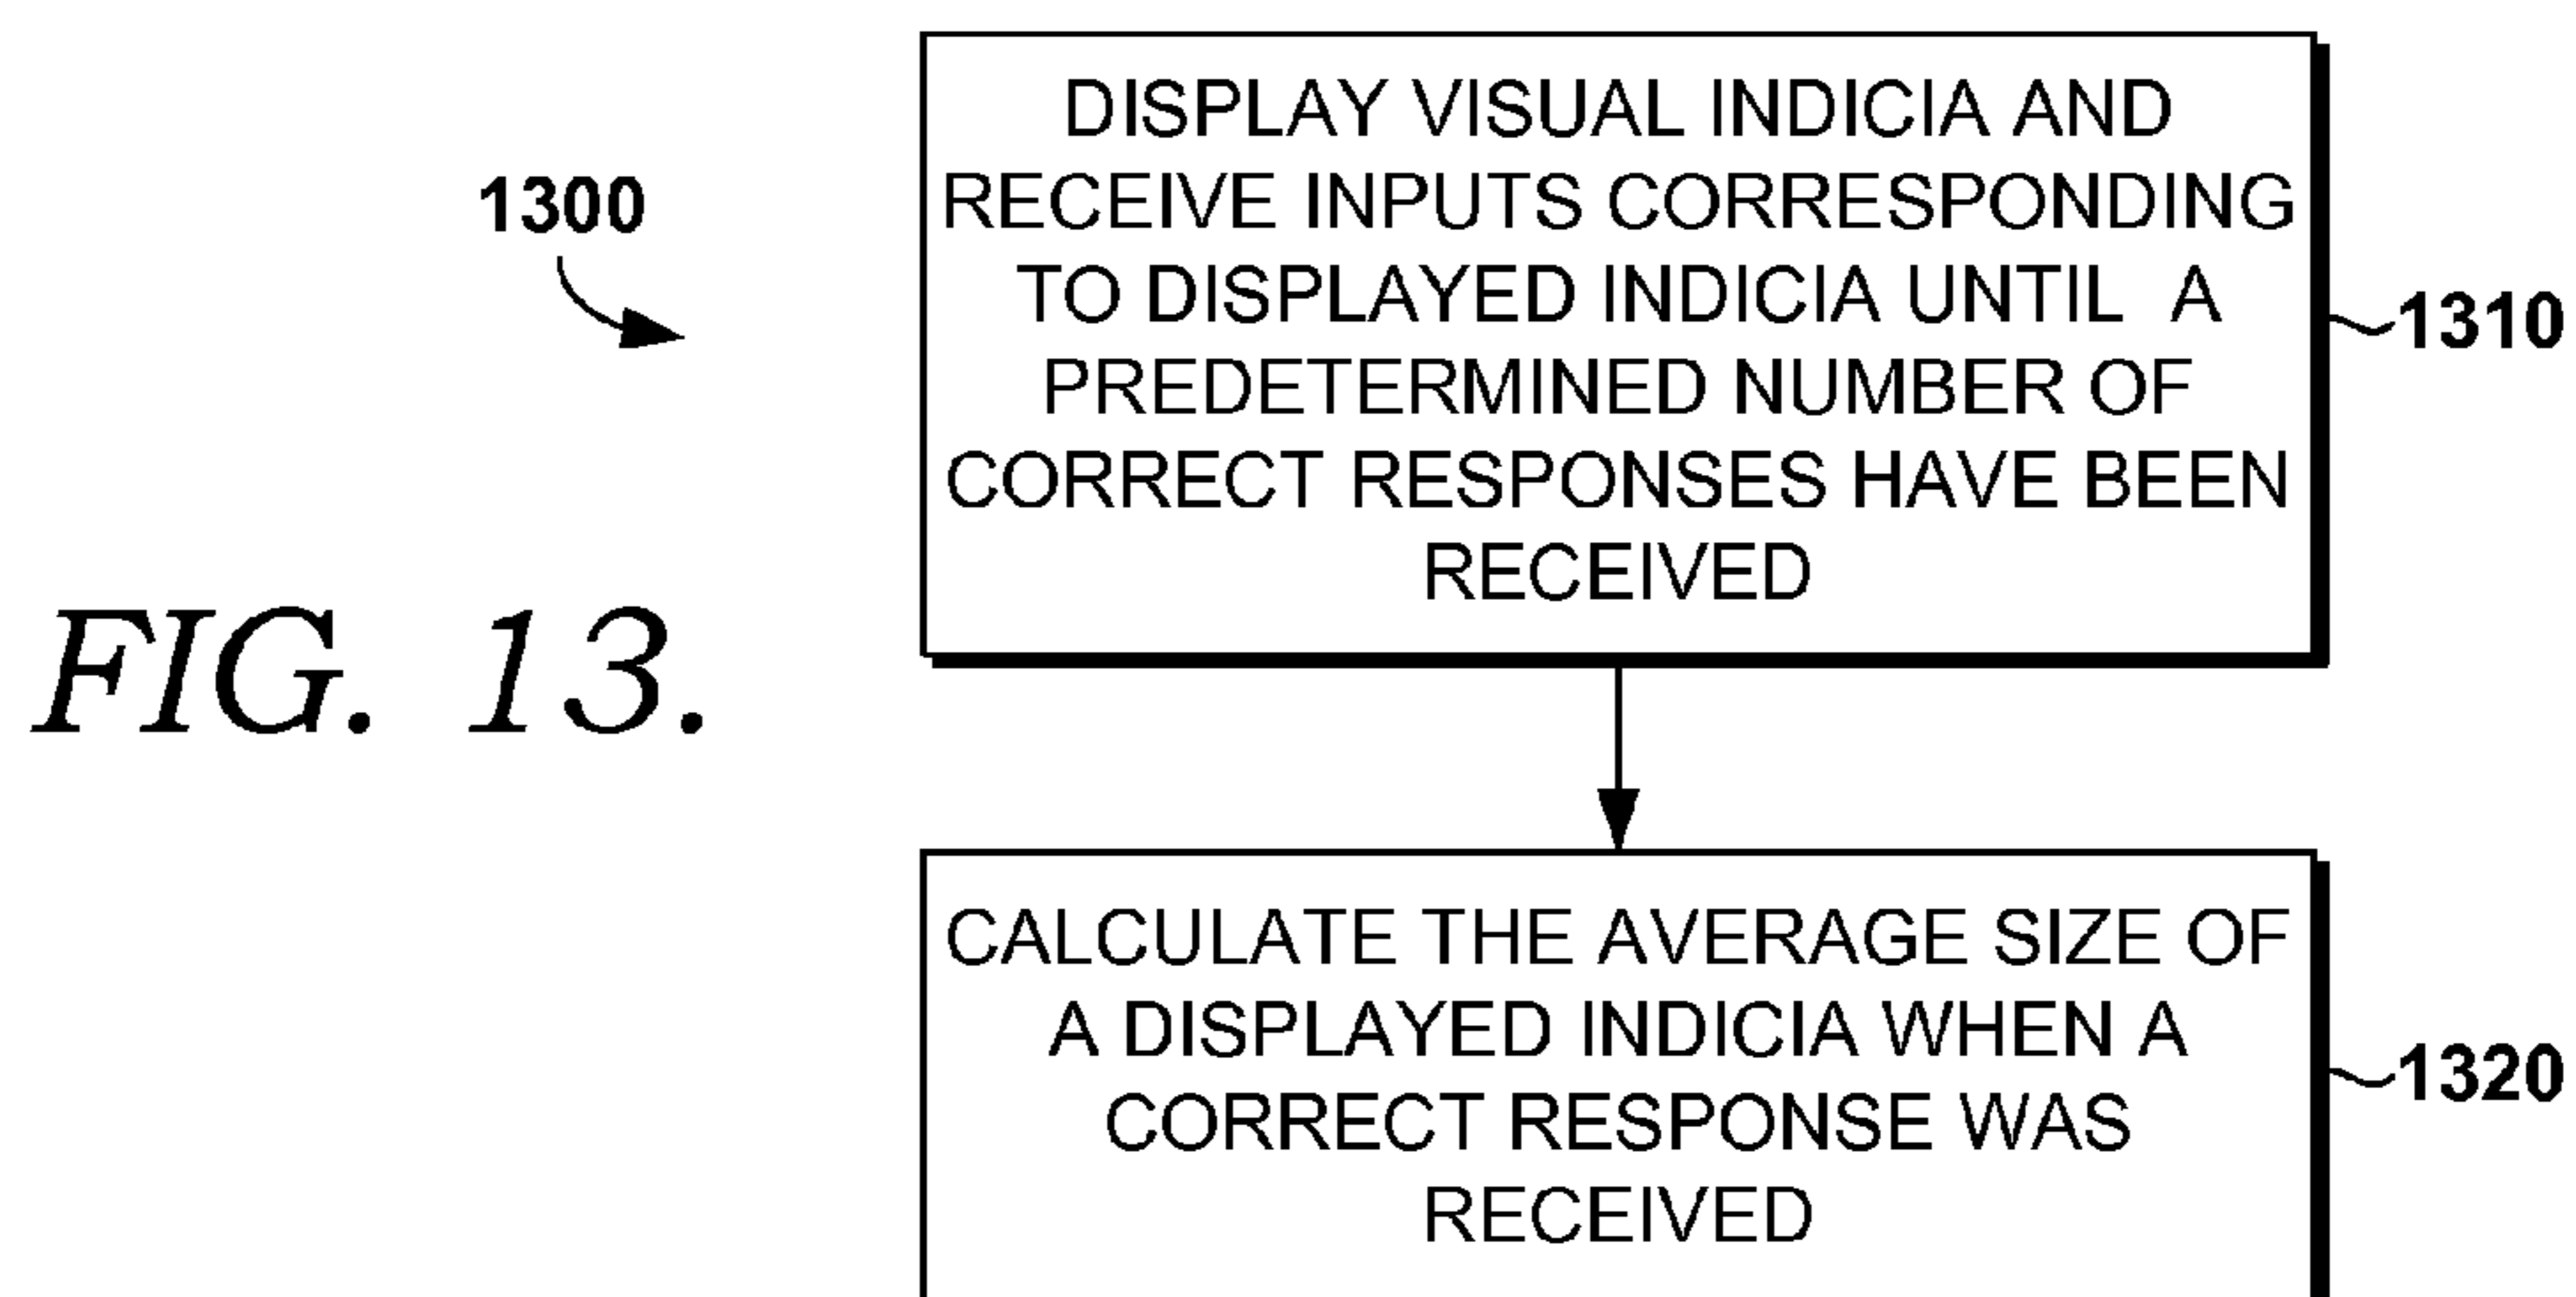 1300
DISPLAY VISUAL INDICIA AND
RECEIVE INPUTS CORRESPONDING
TO DISPLAYED INDICIA UNTIL A
PREDETERMINED NUMBER OF
CORRECT RESPONSES HAVE BEEN
RECEIVED
1310
FIG. 13.
CALCULATE THE AVERAGE SIZE OF
A DISPLAYED INDICIA WHEN A
CORRECT RESPONSE WAS
RECEIVED
1320